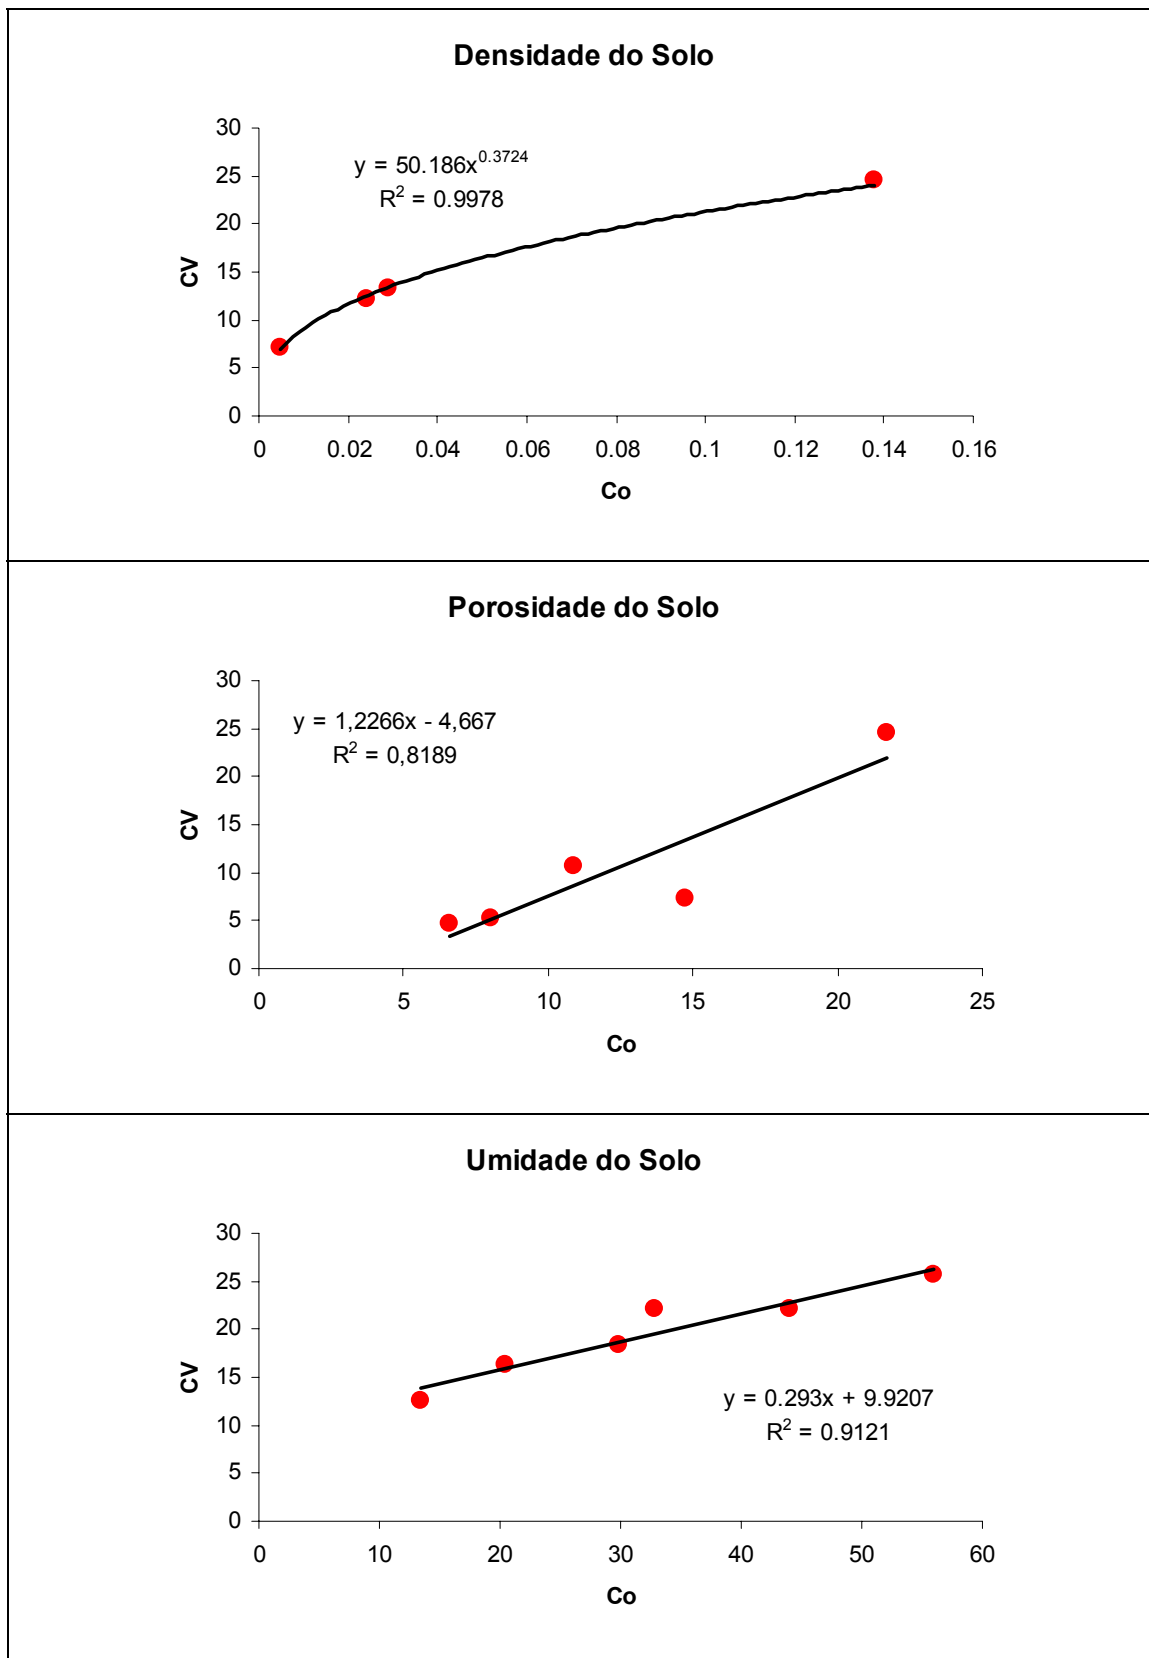 Densidade do Solo
30
25
20
15
10
5
0
CV
y = 50.186x^0.3724
R² = 0.9978
0 0.02 0.04 0.06 0.08 0.1 0.12 0.14 0.16
Co
Porosidade do Solo
30
25
20
15
10
5
0
CV
y = 1,2266x - 4,667
R² = 0,8189
0 5 10 15 20 25
Co
Umidade do Solo
30
25
20
15
10
5
0
CV
y = 0.293x + 9.9207
R² = 0.9121
0 10 20 30 40 50 60
Co